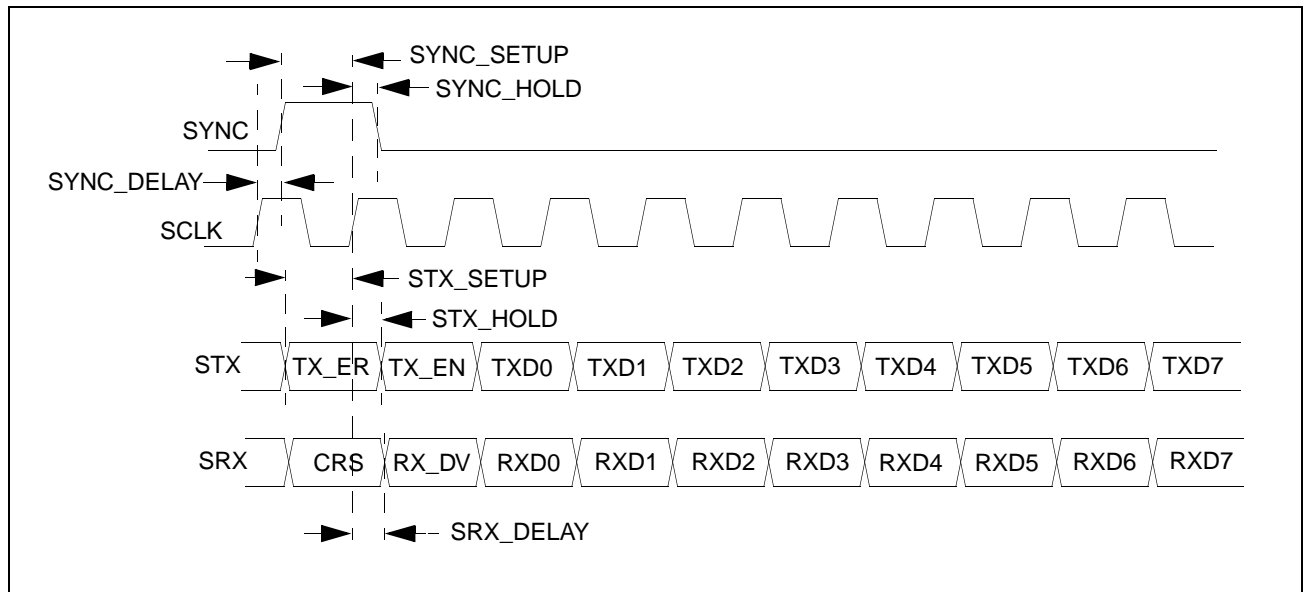 SYNC_SETUP
SYNC_HOLD
SYNC
SYNC_DELAY
SCLK
STX_SETUP
STX_HOLD
STX TX_ER TX_EN TXD0 TXD1 TXD2 TXD3 TXD4 TXD5 TXD6 TXD7
SRX CRS RX_DV RXD0 RXD1 RXD2 RXD3 RXD4 RXD5 RXD6 RXD7
SRX_DELAY